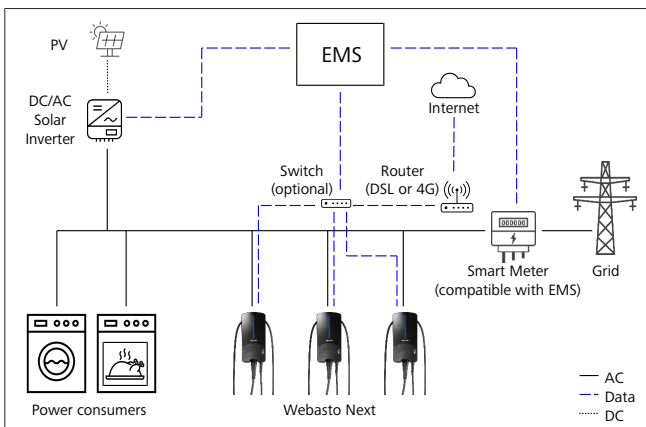 PV
EMS
DC/AC
Solar
Inverter
Internet
Switch
(optional)
Router
(DSL or 4G)
000000
Smart Meter
(compatible with EMS)
Grid
Power consumers
Webasto Next
AC
Data
DC